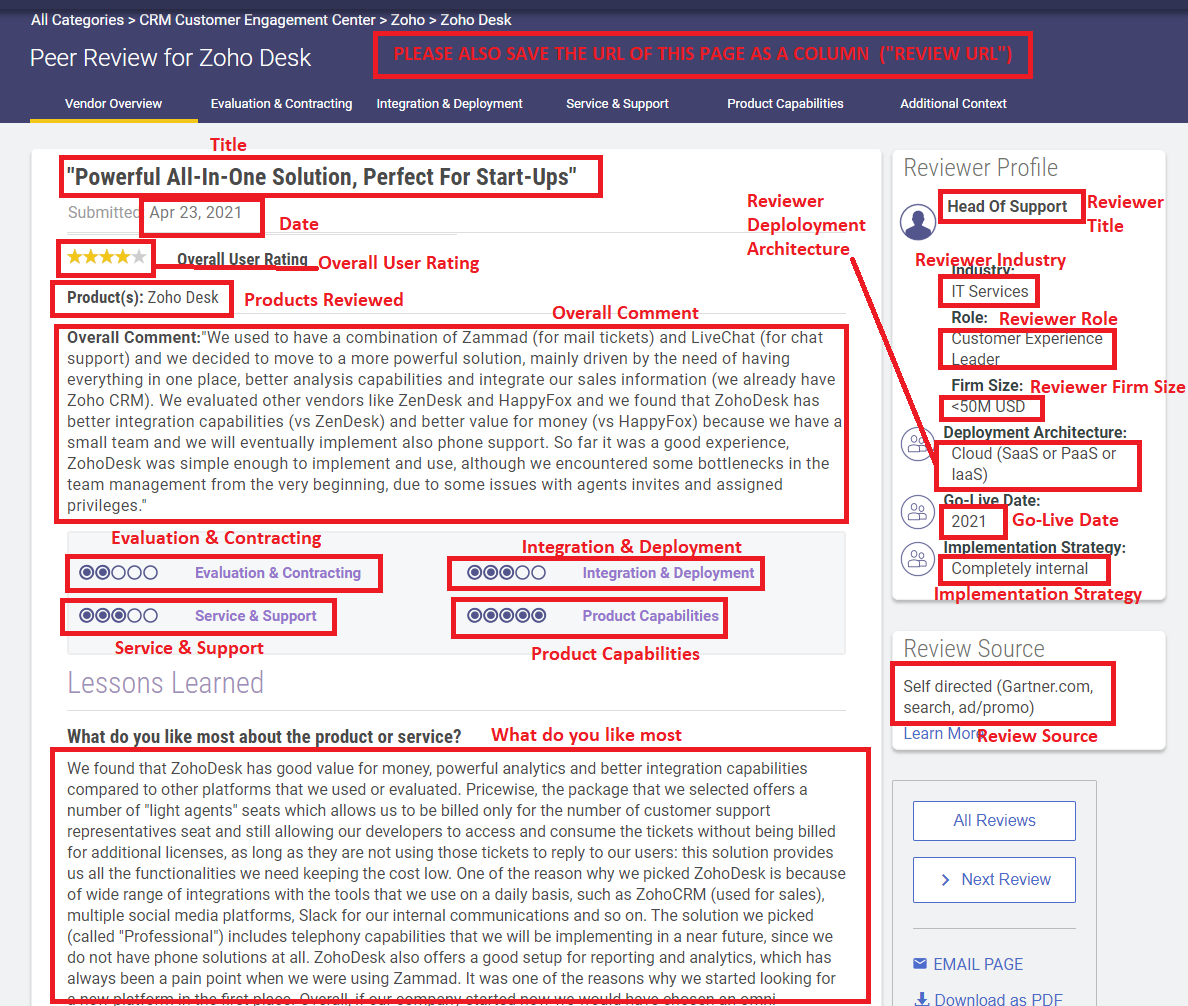 All Categories > CRM Customer Engagement Center > Zoho > Zoho Desk
Peer Review for Zoho Desk
PLEASE ALSO SAVE THE URL OF THIS PAGE AS A COLUMN ("REVIEW URL")
Vendor Overview
Evaluation & Contracting
Integration & Deployment
Service & Support
Product Capabilities
Additional Context
Title
"Powerful All-In-One Solution, Perfect For Start-Ups"
Submitted Apr 23, 2021
Date
Overall User Rating
Overall User Rating
Product(s): Zoho Desk
Products Reviewed
Overall Comment
Overall Comment:"We used to have a combination of Zammad (for mail tickets) and LiveChat (for chat
support) and we decided to move to a more powerful solution, mainly driven by the need of having
everything in one place, better analysis capabilities and integrate our sales information (we already have
Zoho CRM). We evaluated other vendors like ZenDesk and HappyFox and we found that ZohoDesk has
better integration capabilities (vs ZenDesk) and better value for money (vs HappyFox) because we have a
small team and we will eventually implement also phone support. So far it was a good experience,
ZohoDesk was simple enough to implement and use, although we encountered some bottlenecks in the
team management from the very beginning, due to some issues with agents invites and assigned
privileges."
Evaluation & Contracting
Integration & Deployment
Evaluation & Contracting
Integration & Deployment
Service & Support
Product Capabilities
Service & Support
Product Capabilities
Lessons Learned
What do you like most about the product or service?
What do you like most
We found that ZohoDesk has good value for money, powerful analytics and better integration capabilities
compared to other platforms that we used or evaluated. Pricewise, the package that we selected offers a
number of "light agents" seats which allows us to be billed only for the number of customer support
representatives seat and still allowing our developers to access and consume the tickets without being billed
for additional licenses, as long as they are not using those tickets to reply to our users: this solution provides
us all the functionalities we need keeping the cost low. One of the reason why we picked ZohoDesk is because
of wide range of integrations with the tools that we use on a daily basis, such as ZohoCRM (used for sales),
multiple social media platforms, Slack for our internal communications and so on. The solution we picked
(called "Professional") includes telephony capabilities that we will be implementing in a near future, since we
do not have phone solutions at all. ZohoDesk also offers a good setup for reporting and analytics, which has
always been a pain point when we were using Zammad. It was one of the reasons why we started looking for
a new platform in the first place. Overall, if our company started now we would have chosen an omni
Reviewer
Deplolyment
Architecture
Reviewer Profile
Head Of Support
Reviewer
Title
Reviewer Industry
Industry:
IT Services
Role:
Reviewer Role
Customer Experience
Leader
Firm Size:
Reviewer Firm Size
<50M USD
Deployment Architecture:
Cloud (SaaS or PaaS or
IaaS)
Go-Live Date:
2021
Go-Live Date
Implementation Strategy:
Completely internal
Implementation Strategy
Review Source
Self directed (Gartner.com,
search, ad/promo)
Learn More
Review Source
All Reviews
Next Review
EMAIL PAGE
Download as PDF